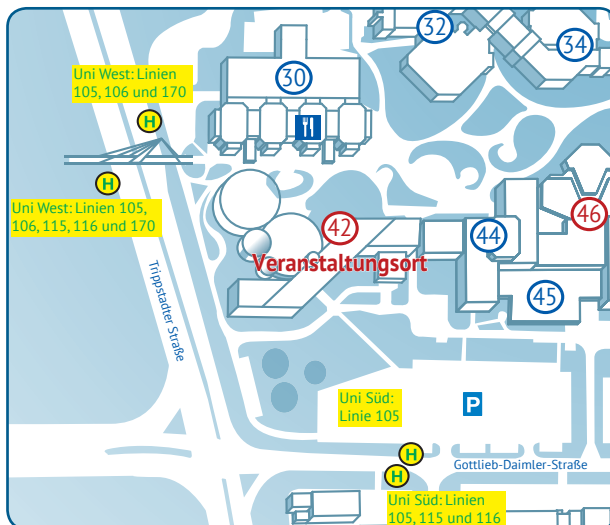 32
34
Uni West: Linien
105, 106 und 170
30
H
H
Uni West: Linien 105,
106, 115, 116 und 170
46
42
44
Veranstaltungsort
45
Trippstadter Straße
Uni Süd:
Linie 105
P
H
H
Gottlieb-Daimler-Straße
Uni Süd: Linien
105, 115 und 116